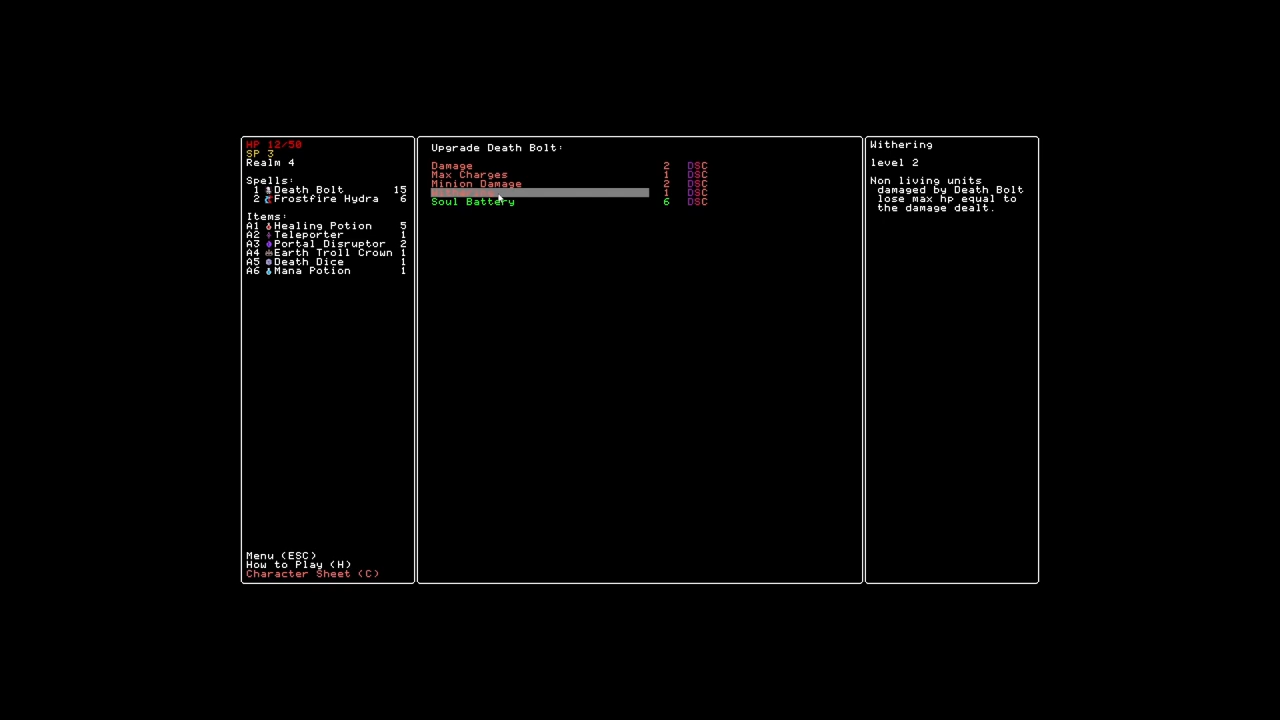 HP 12/50
SP 3
Realm 4
Spells:
1 Death Bolt 15
2 Frostfire Hydra 6
Items:
A1 Healing Potion 5
A2 Teleporter 1
A3 Portal Disruptor 2
A4 Earth Troll Crown 1
A5 Death Dice 1
A6 Mana Potion 1
Menu (ESC)
How to Play (H)
Character Sheet (C)
Upgrade Death Bolt:
Damage 2 DSC
Max Charges 1 DSC
Minion Damage 2 DSC
Withering 1 DSC
Soul Battery 6
Withering
level 2
Non living units
damaged by Death Bolt
lose max hp equal to
the damage dealt.